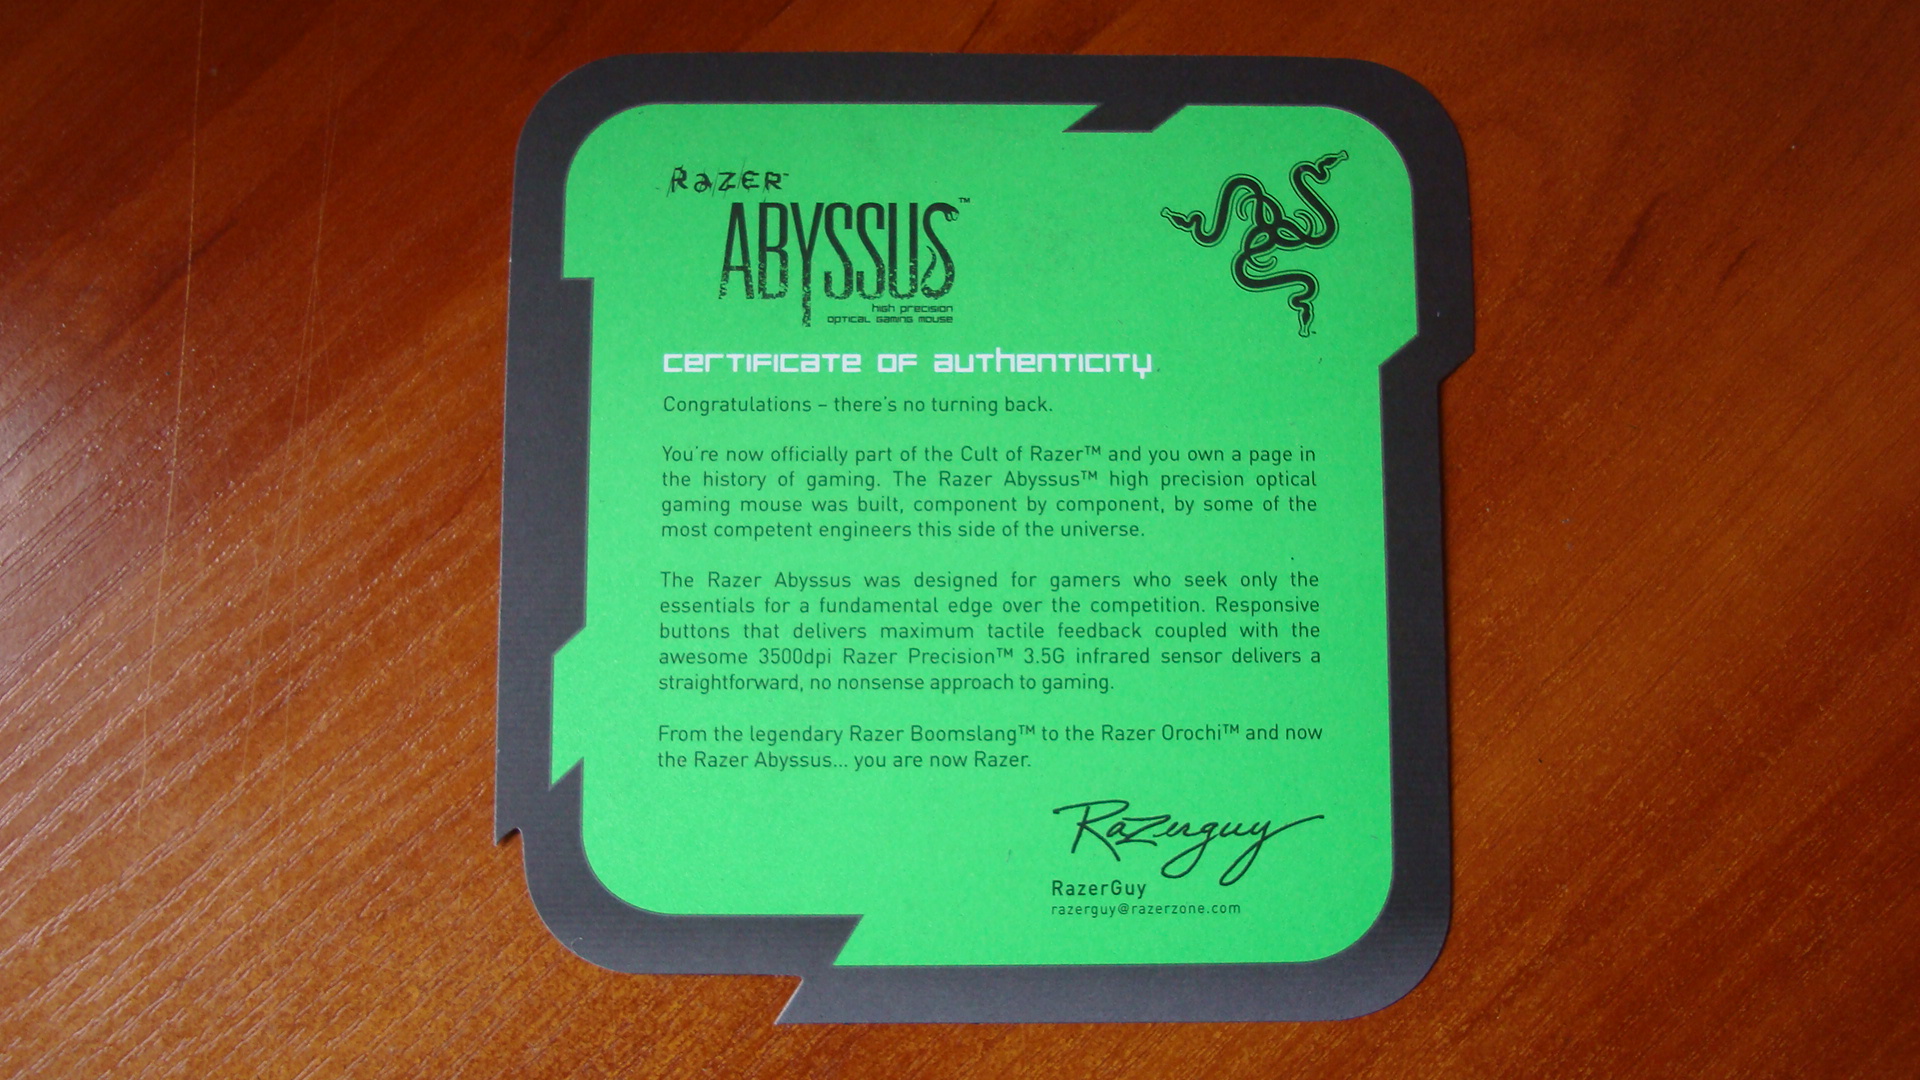 RaZER™
ABYSSUS™
high precision
optical gaming mouse
certificate of authenticity
Congratulations – there's no turning back.
You're now officially part of the Cult of Razer™ and you own a page in
the history of gaming. The Razer Abyssus™ high precision optical
gaming mouse was built, component by component, by some of the
most competent engineers this side of the universe.
The Razer Abyssus was designed for gamers who seek only the
essentials for a fundamental edge over the competition. Responsive
buttons that delivers maximum tactile feedback coupled with the
awesome 3500dpi Razer Precision™ 3.5G infrared sensor delivers a
straightforward, no nonsense approach to gaming.
From the legendary Razer Boomslang™ to the Razer Orochi™ and now
the Razer Abyssus... you are now Razer.
Razerguy
RazerGuy
razerguy@razerzone.com